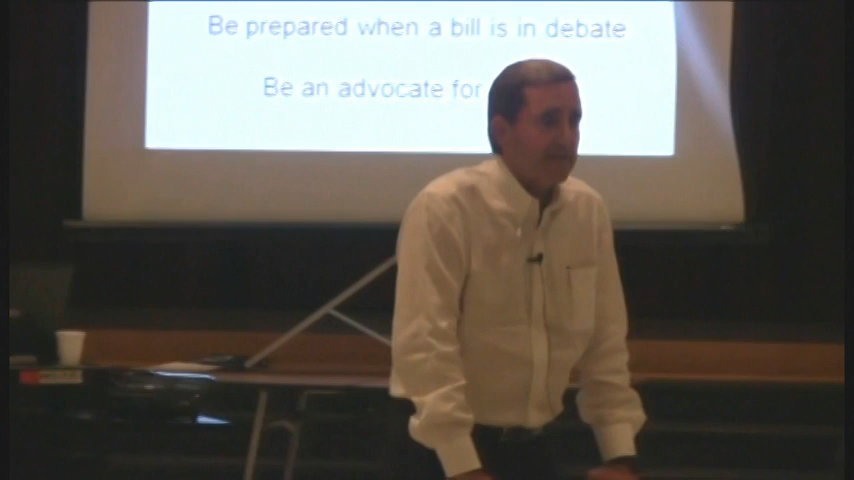 Be prepared when a bill is in debate
Be an advocate for